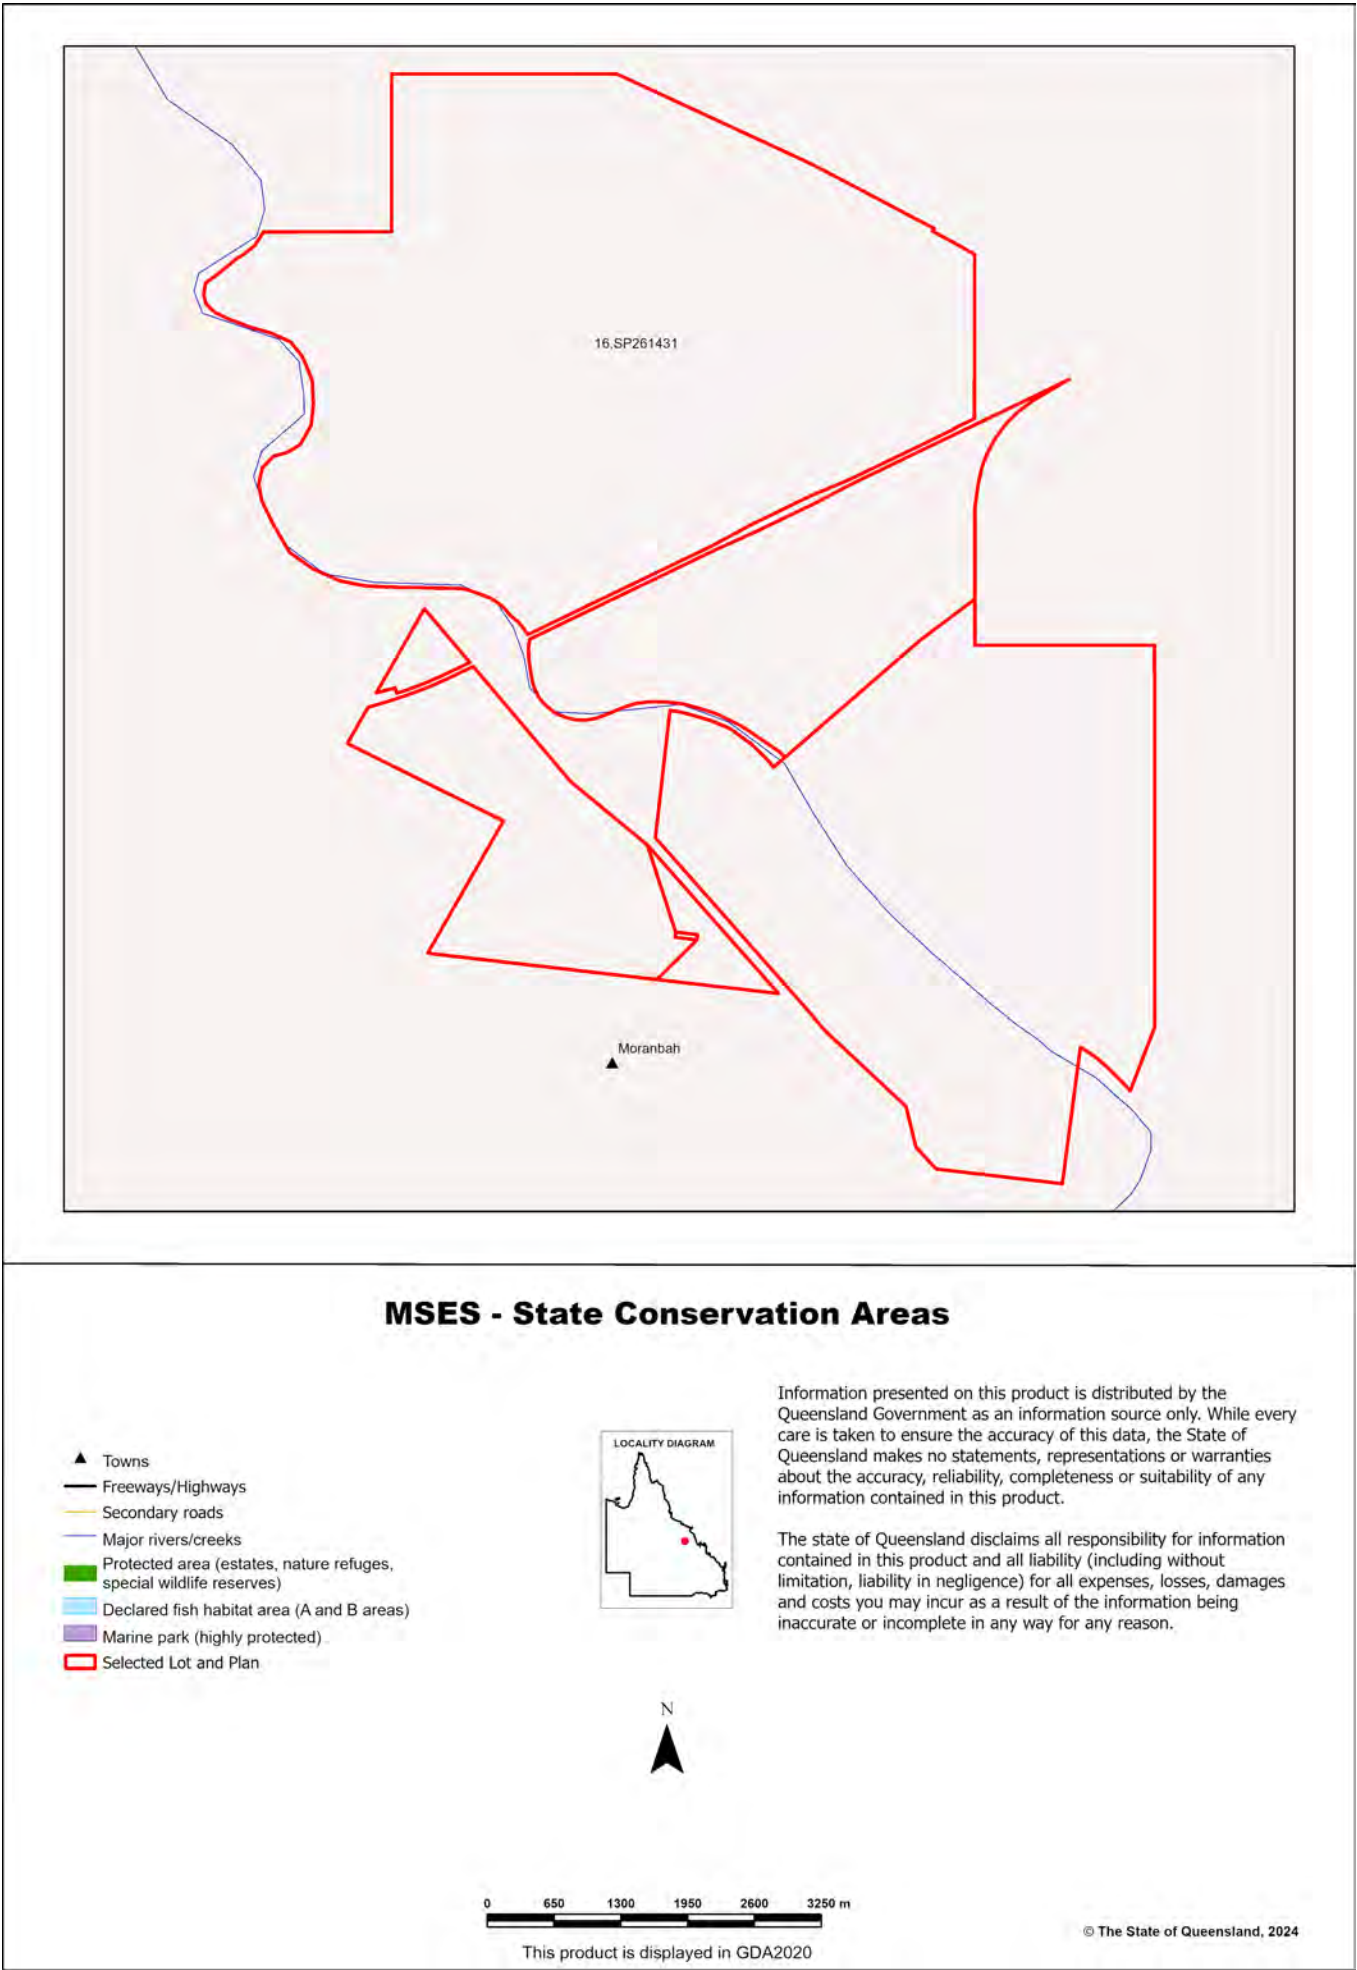 16,SP261431
Moranbah
MSES - State Conservation Areas
Towns
Freeways/Highways
Secondary roads
Major rivers/creeks
Protected area (estates, nature refuges,
special wildlife reserves)
Declared fish habitat area (A and B areas)
Marine park (highly protected)
Selected Lot and Plan
LOCALITY DIAGRAM
Information presented on this product is distributed by the
Queensland Government as an information source only. While every
care is taken to ensure the accuracy of this data, the State of
Queensland makes no statements, representations or warranties
about the accuracy, reliability, completeness or suitability of any
information contained in this product.
The state of Queensland disclaims all responsibility for information
contained in this product and all liability (including without
limitation, liability in negligence) for all expenses, losses, damages
and costs you may incur as a result of the information being
inaccurate or incomplete in any way for any reason.
N
0 650 1300 1950 2600 3250 m
This product is displayed in GDA2020
© The State of Queensland, 2024